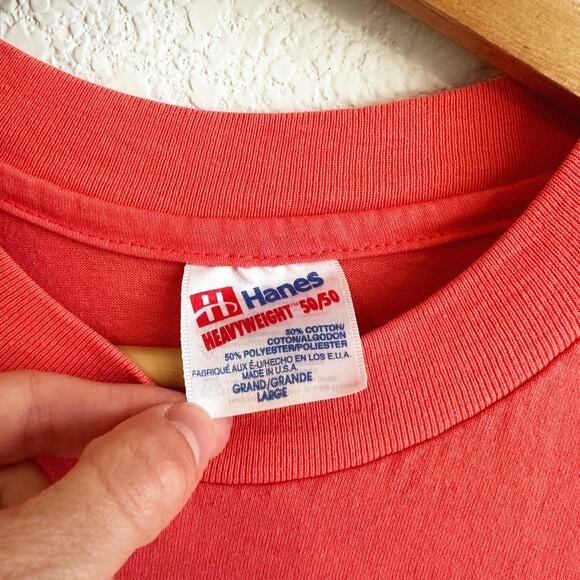 H Hanes
HEAVYWEIGHT™ 50/50
50% COTTON/
COTON/ALGODON
50% POLYESTER/POLIESTER
FABRIQUÉ AUX É-U/HECHO EN LOS E.U.A.
MADE IN U.S.A.
GRAND/GRANDE
LARGE